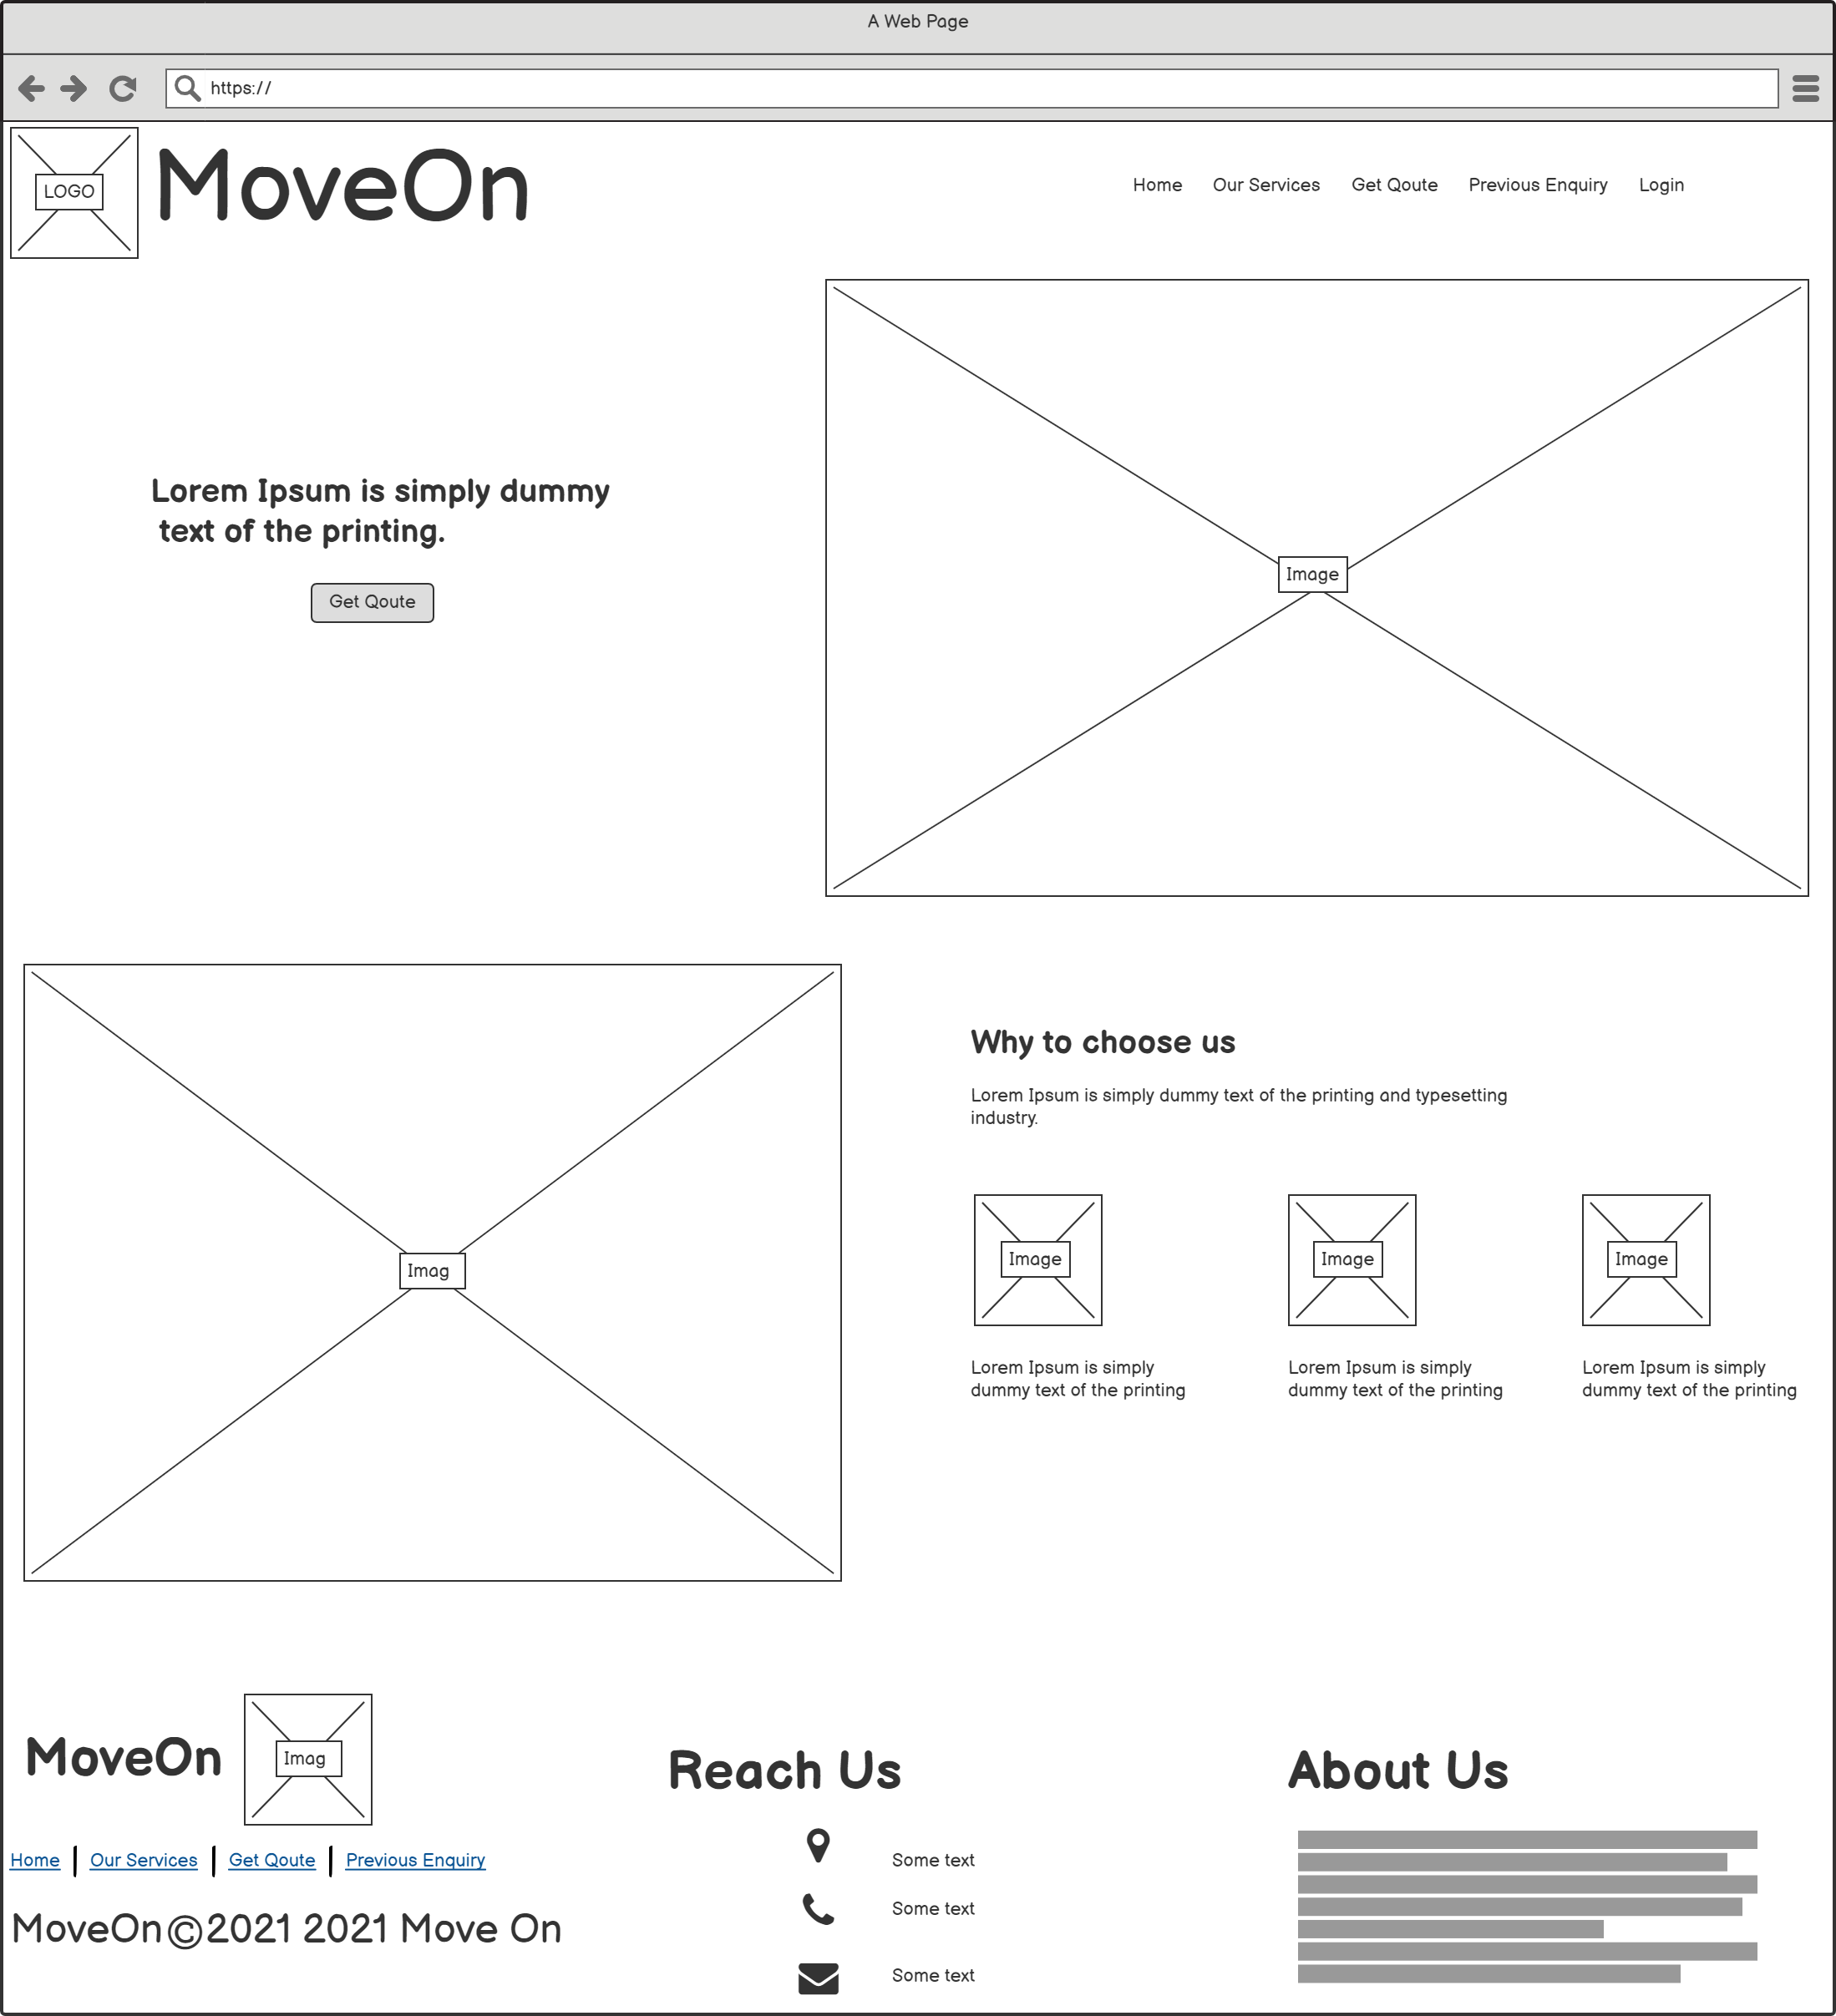 A Web Page
https://
LOGO
MoveOn
Home Our Services Get Qoute Previous Enquiry Login
Lorem Ipsum is simply dummy
text of the printing.
Get Qoute
Image
Imag
Why to choose us
Lorem Ipsum is simply dummy text of the printing and typesetting
industry.
Image
Image
Image
Lorem Ipsum is simply
dummy text of the printing
Lorem Ipsum is simply
dummy text of the printing
Lorem Ipsum is simply
dummy text of the printing
MoveOn
Imag
Home | Our Services | Get Qoute | Previous Enquiry
MoveOn©2021 2021 Move On
Reach Us
Some text
Some text
Some text
About Us